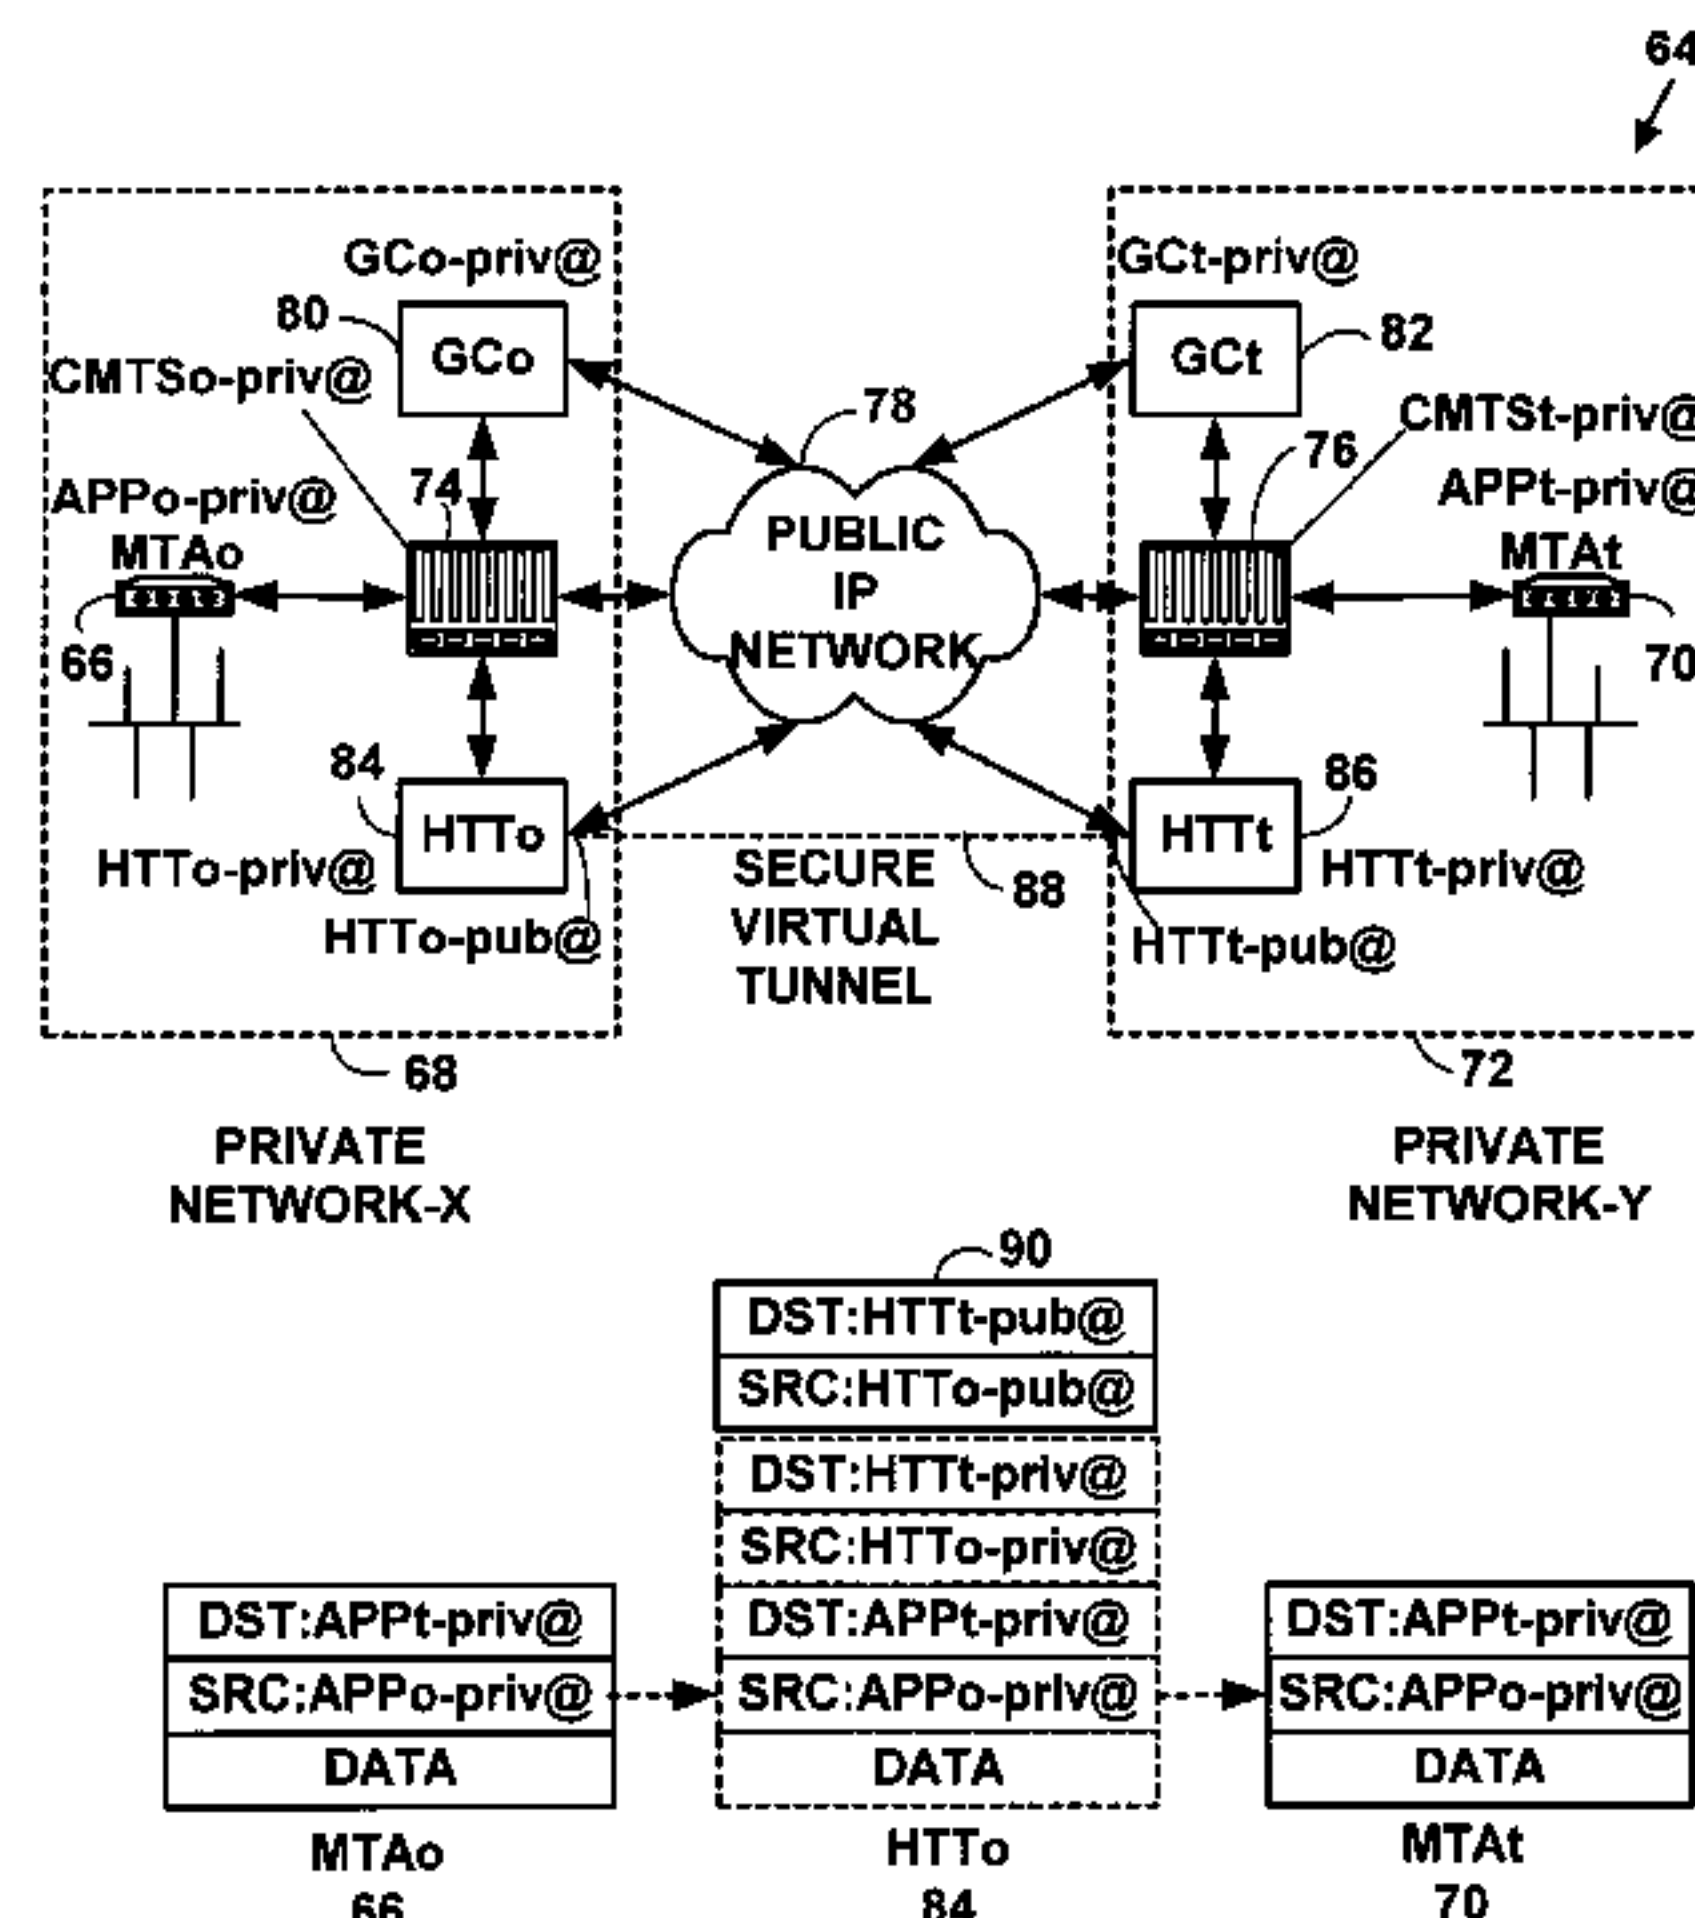 64
GCo-priv@
GCt-priv@
80
GCo
GCt
82
CMTSo-priv@
78
CMTSt-priv@
APPo-priv@
74
76
APPt-priv@
MTAo
PUBLIC
IP
NETWORK
MTAt
66
70
84
HTTo
HTTt
86
HTTo-priv@
SECURE
VIRTUAL
TUNNEL
88
HTTt-priv@
HTTo-pub@
HTTt-pub@
68
72
PRIVATE
NETWORK-X
PRIVATE
NETWORK-Y
90
DST:HTTt-pub@
SRC:HTTo-pub@
DST:HTTt-priv@
SRC:HTTo-priv@
DST:APPt-priv@
DST:APPt-priv@
DST:APPt-priv@
SRC:APPo-priv@
SRC:APPo-priv@
SRC:APPo-priv@
DATA
DATA
DATA
MTAo
66
HTTo
84
MTAt
70